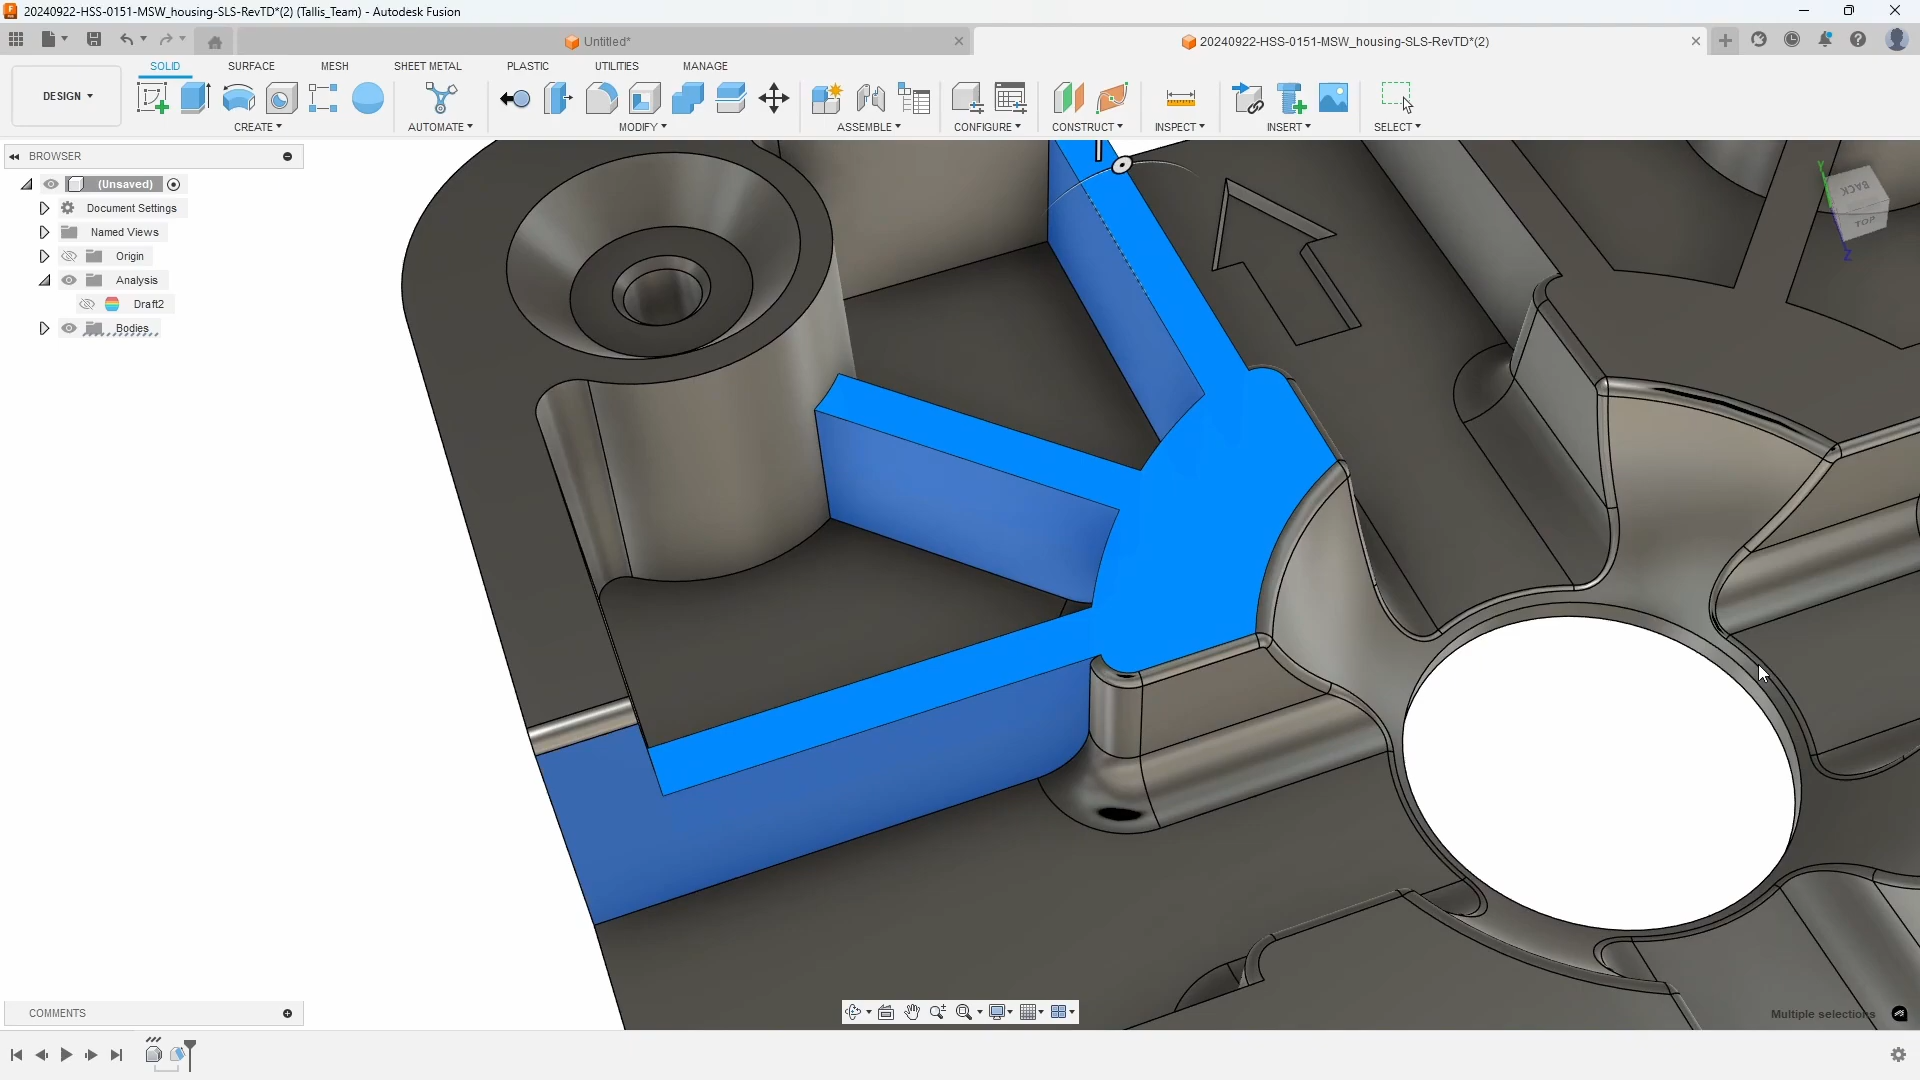 20240922-HSS-0151-MSW_housing-SLS-RevTD*(2) (Tallis_Team) - Autodesk Fusion
Untitled*
20240922-HSS-0151-MSW_housing-SLS-RevTD*(2)
SOLID SURFACE MESH SHEET METAL PLASTIC UTILITIES MANAGE
DESIGN
CREATE AUTOMATE MODIFY ASSEMBLE CONFIGURE CONSTRUCT INSPECT INSERT SELECT
BROWSER
(Unsaved)
Document Settings
Named Views
Origin
Analysis
Draft2
Bodies
Y
BACK
TOP
Z
COMMENTS
Multiple selections